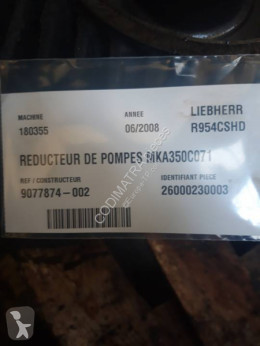 MACHINE ANNEE LIEBHERR
180355 06/2008 R954CSHD
REDUCTEUR DE POMPES MKA350C071
REF / CONSTRUCTEUR IDENTIFIANT PIECE
9077874-002 26000230003
CODIMATRA